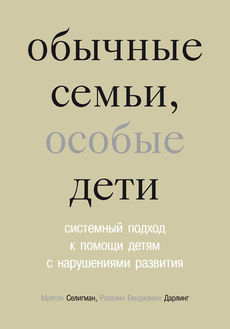 обычные
семьи,
особые
дети
системный подход
к помощи детям
с нарушениями развития
Милтон Селигман, Розалин Бенджамин Дарлинг